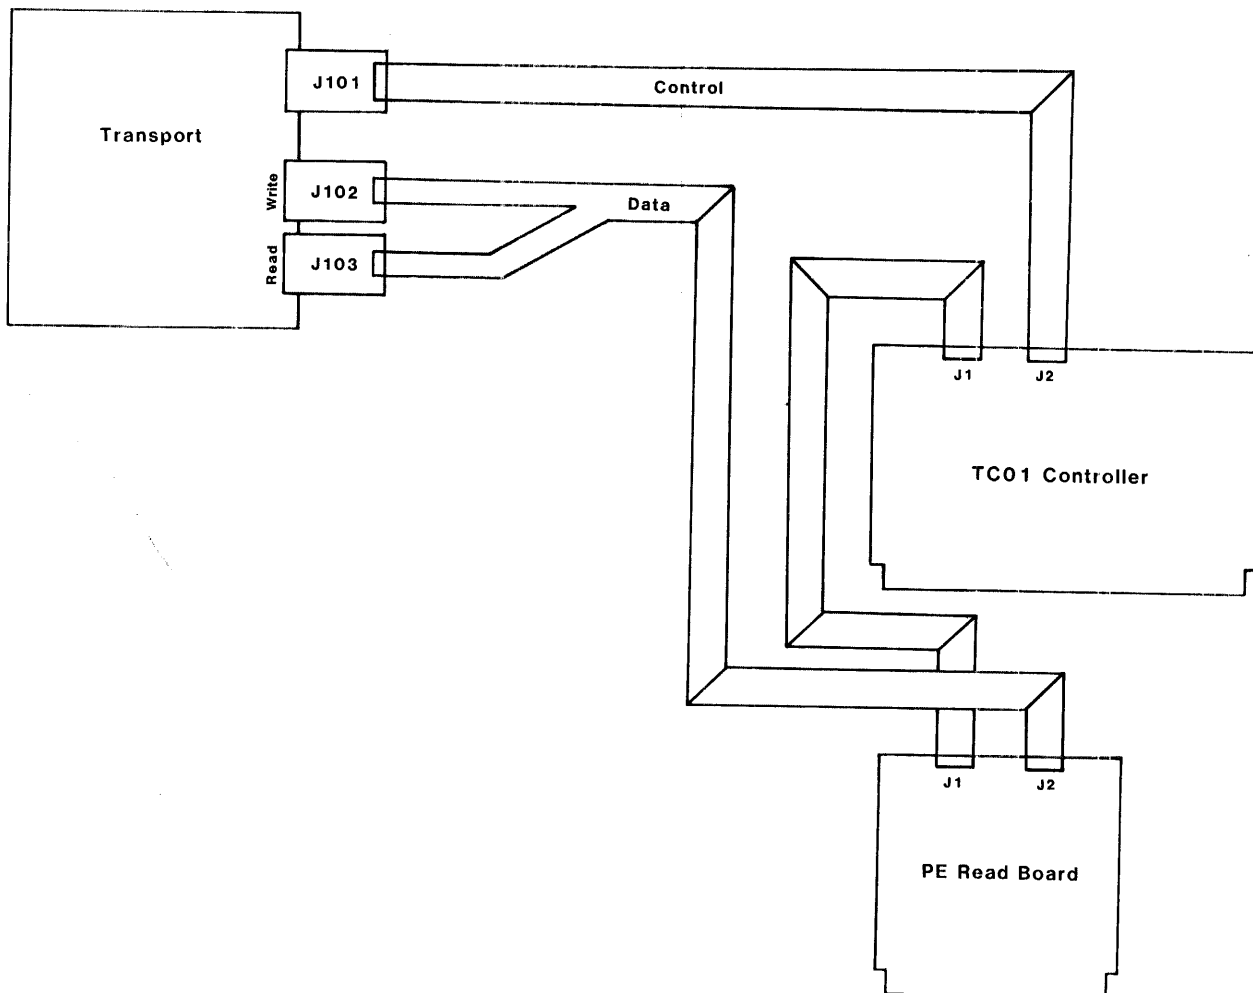 J101
Control
Transport
Write
J102
Data
Read
J103
J1
J2
TC01 Controller
J1
J2
PE Read Board